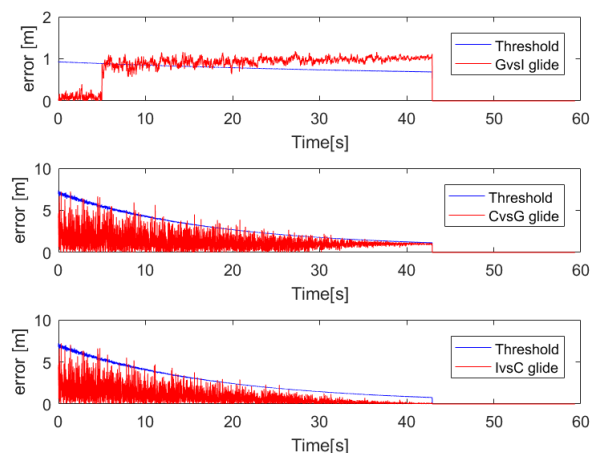 2
1
0
error [m]
Threshold
GvsI glide
0 10 20 30 40 50 60
Time[s]
10
5
0
error [m]
Threshold
CvsG glide
0 10 20 30 40 50 60
Time[s]
10
5
0
error [m]
Threshold
IvsC glide
0 10 20 30 40 50 60
Time[s]